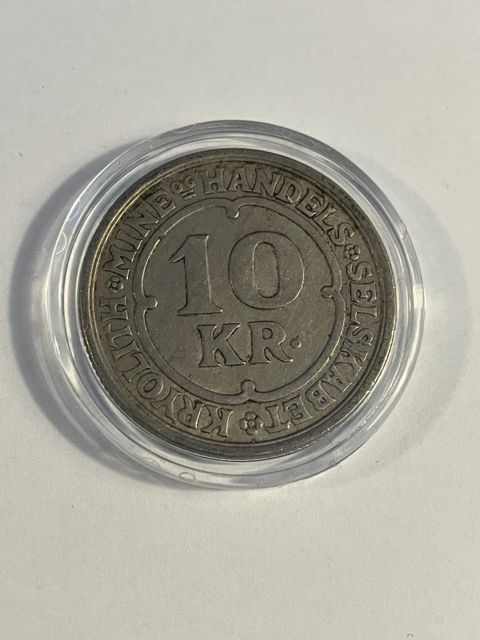 KRYOLITH MINE OG HANDELS SELSKABET
10
KR.